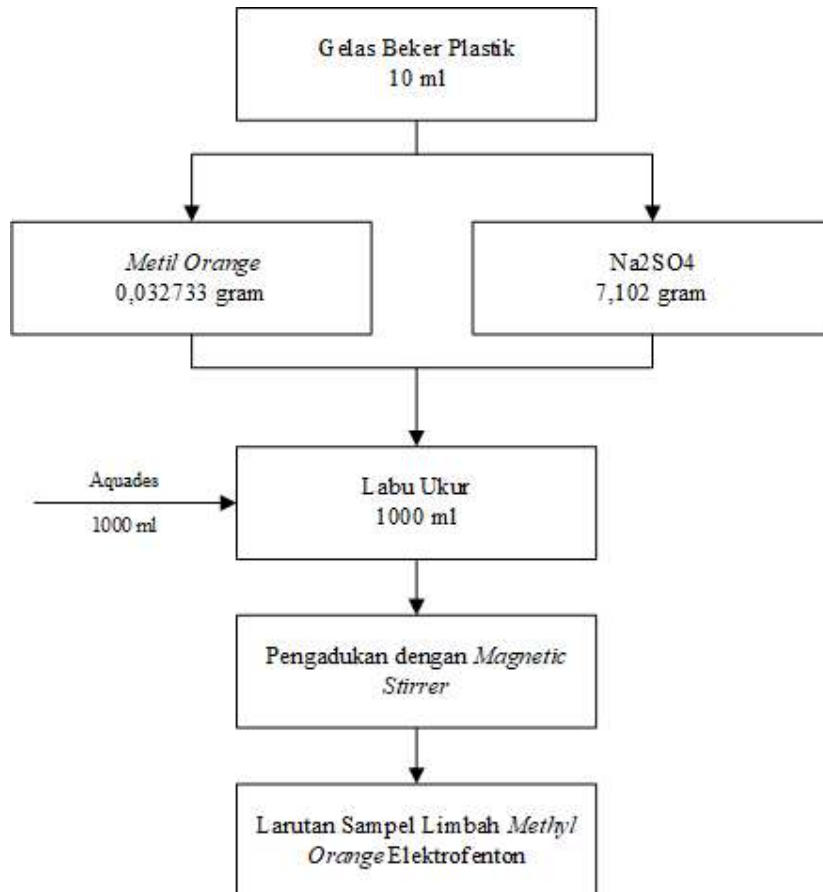 Gelas Beker Plastik
10 ml
Metil Orange
0,032733 gram
Na2SO4
7,102 gram
Aquades
1000 ml
Labu Ukur
1000 ml
Pengadukan dengan Magnetic
Stirrer
Larutan Sampel Limbah Methyl
Orange Elektrofenton